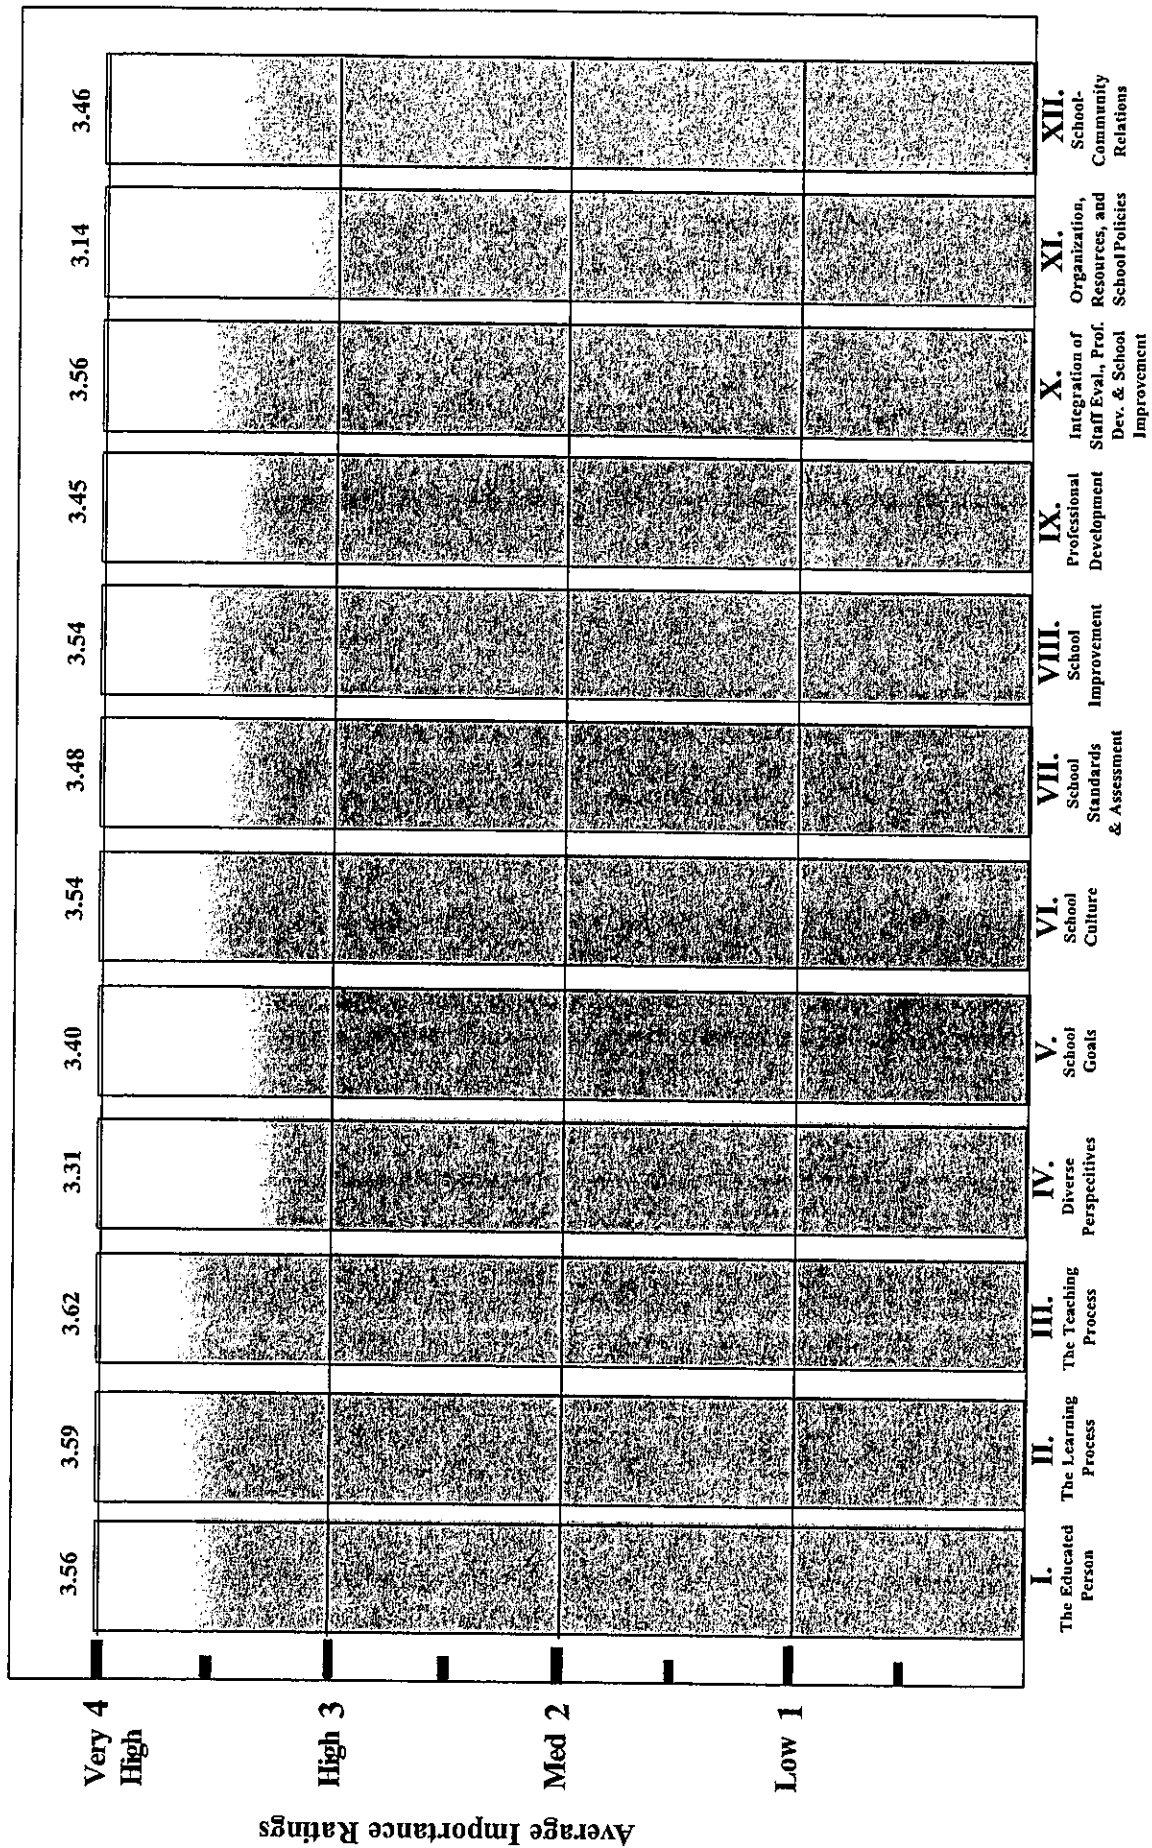 3.56
3.59
3.62
3.31
3.40
3.54
3.48
3.54
3.45
3.56
3.14
3.46
Very 4
High
High 3
Med 2
Low 1
Average Importance Ratings
I.
The Educated
Person
II.
The Learning
Process
III.
The Teaching
Process
IV.
Diverse
Perspecitives
V.
School
Goals
VI.
School
Culture
VII.
School
Standards
& Assessment
VIII.
School
Improvement
IX.
Professional
Development
X.
Integration of
Staff Eval., Prof.
Dev. & School
Improvement
XI.
Organization,
Resources, and
School Policies
XII.
School-
Community
Relations